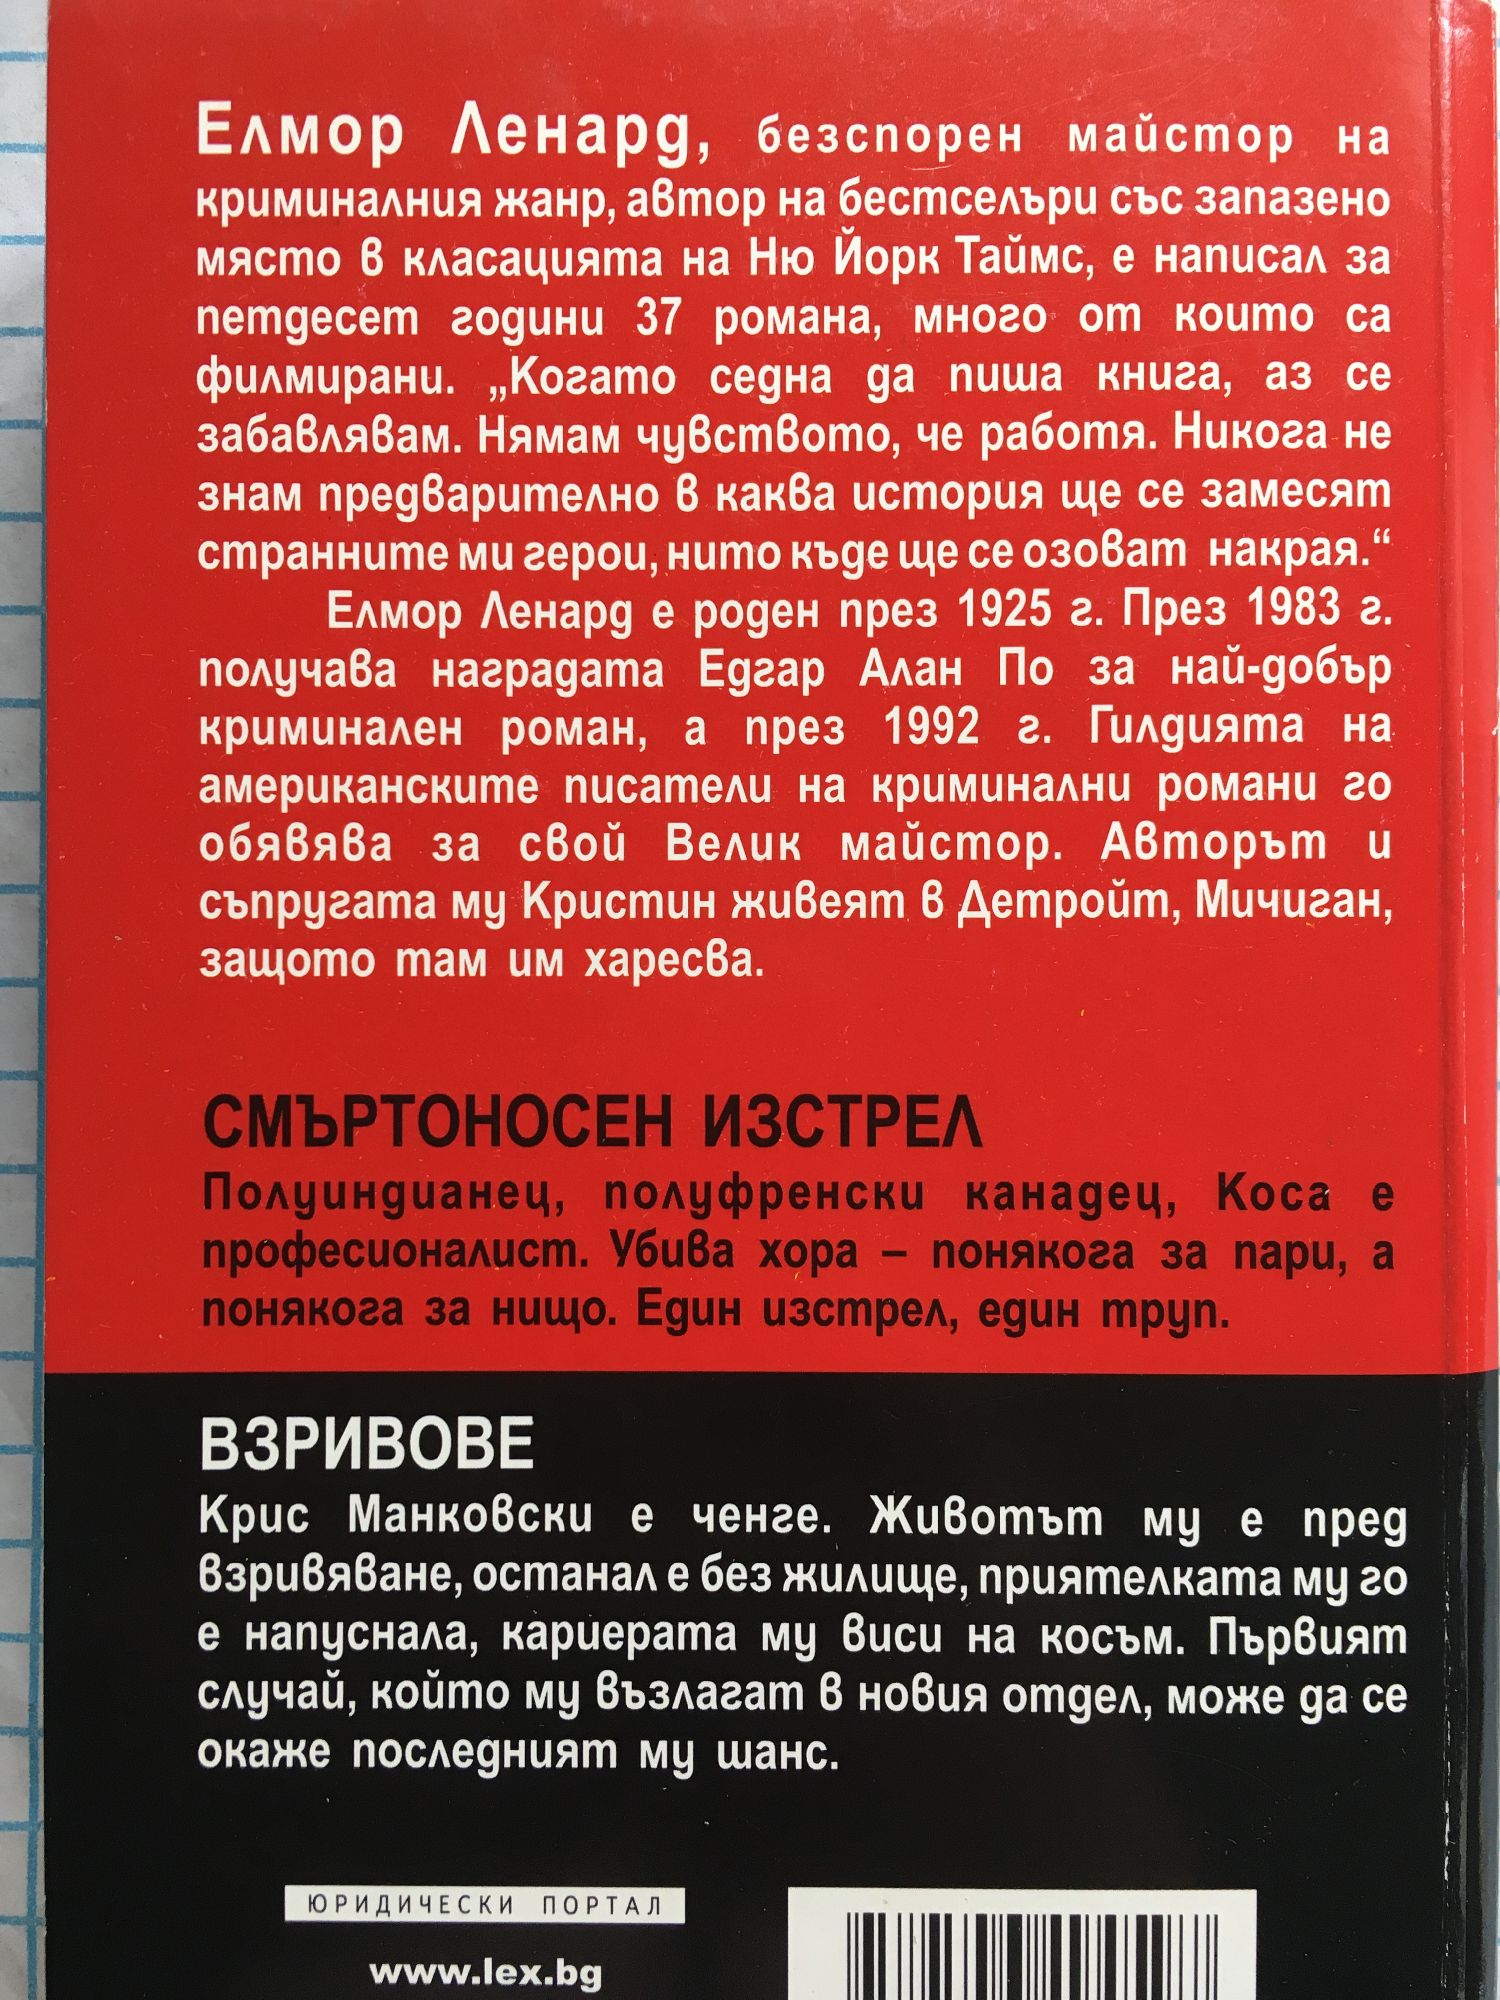 Елмор Ленард, безспорен майстор на
криминалния жанр, автор на бестселъри със запазено
място в класацията на Ню Йорк Таймс, е написал за
петдесет години 37 романа, много от които са
филмирани. „Когато седна да пиша книга, аз се
забавлявам. Нямам чувството, че работя. Никога не
знам предварително в каква история ще се замесят
странните ми герои, нито къде ще се озоват накрая.“
Елмор Ленард е роден през 1925 г. През 1983 г.
получава наградата Едгар Алан По за най-добър
криминален роман, а през 1992 г. Гилдията на
американските писатели на криминални романи го
обявява за свой Велик майстор. Авторът и
съпругата му Кристин живеят в Детройт, Мичиган,
защото там им харесва.
СМЪРТОНОСЕН ИЗСТРЕЛ
Полуиндианец, полуфренски канадец, Коса е
професионалист. Убива хора – понякога за пари, а
понякога за нищо. Един изстрел, един труп.
ВЗРИВОВЕ
Крис Манковски е ченге. Животът му е пред
взривяване, останал е без жилище, приятелката му го
е напуснала, кариерата му виси на косъм. Първият
случай, който му възлагат в новия отдел, може да се
окаже последният му шанс.
ЮРИДИЧЕСКИ ПОРТАЛ
www.lex.bg